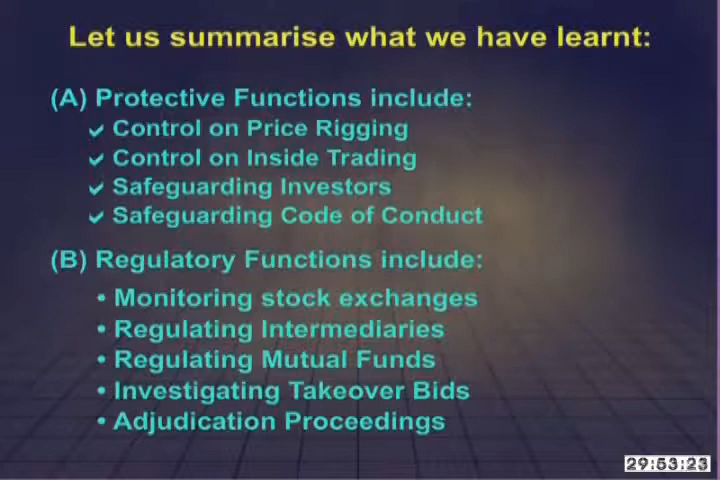 Let us summarise what we have learnt:
(A) Protective Functions include:
✓ Control on Price Rigging
✓ Control on Inside Trading
✓ Safeguarding Investors
✓ Safeguarding Code of Conduct
(B) Regulatory Functions include:
• Monitoring stock exchanges
• Regulating Intermediaries
• Regulating Mutual Funds
• Investigating Takeover Bids
• Adjudication Proceedings
29:53:23